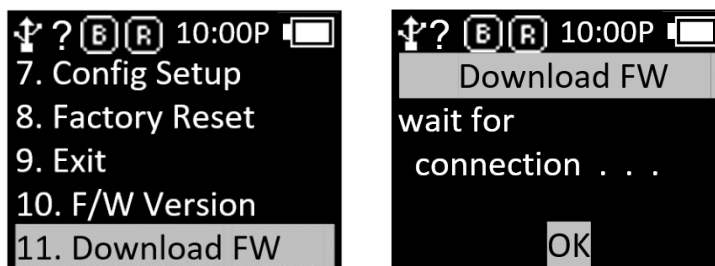 ? B R 10:00P
7. Config Setup
8. Factory Reset
9. Exit
10. F/W Version
11. Download FW
? B R 10:00P
Download FW
wait for
connection . . .
OK